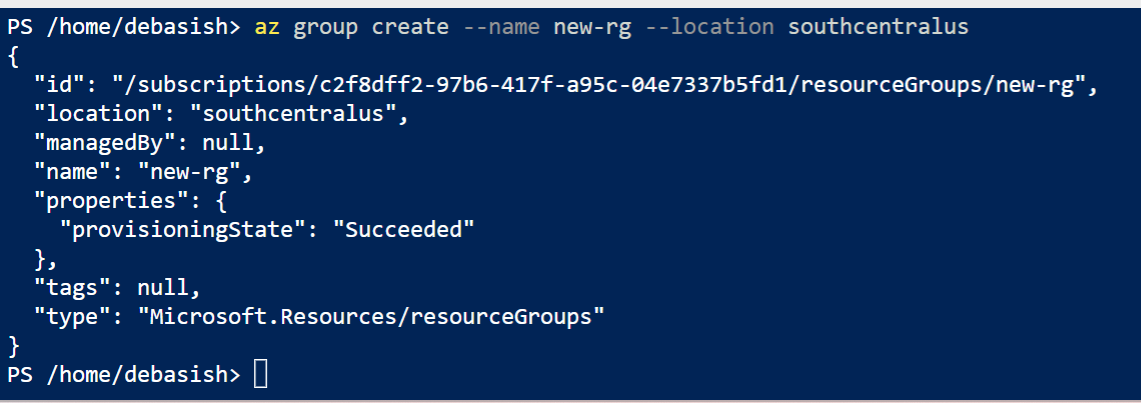 PS /home/debasish> az group create --name new-rg --location southcentralus
{
  "id": "/subscriptions/c2f8dff2-97b6-417f-a95c-04e7337b5fd1/resourceGroups/new-rg",
  "location": "southcentralus",
  "managedBy": null,
  "name": "new-rg",
  "properties": {
    "provisioningState": "Succeeded"
  },
  "tags": null,
  "type": "Microsoft.Resources/resourceGroups"
}
PS /home/debasish>